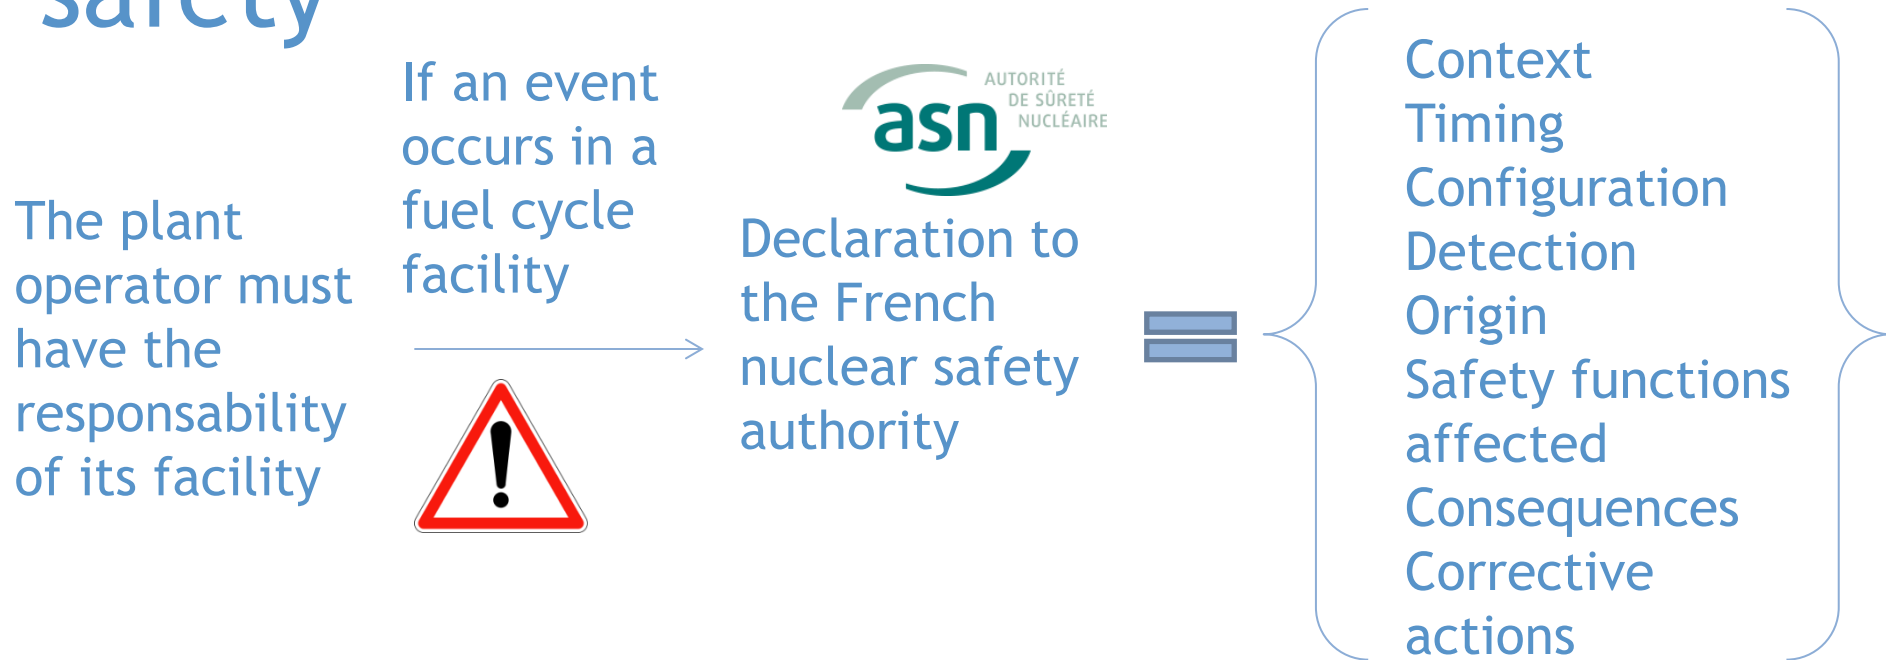 safety
The plant
operator must
have the
responsability
of its facility
If an event
occurs in a
fuel cycle
facility
asn
AUTORITÉ
DE SÛRETÉ
NUCLÉAIRE
Declaration to
the French
nuclear safety
authority
Context
Timing
Configuration
Detection
Origin
Safety functions
affected
Consequences
Corrective
actions